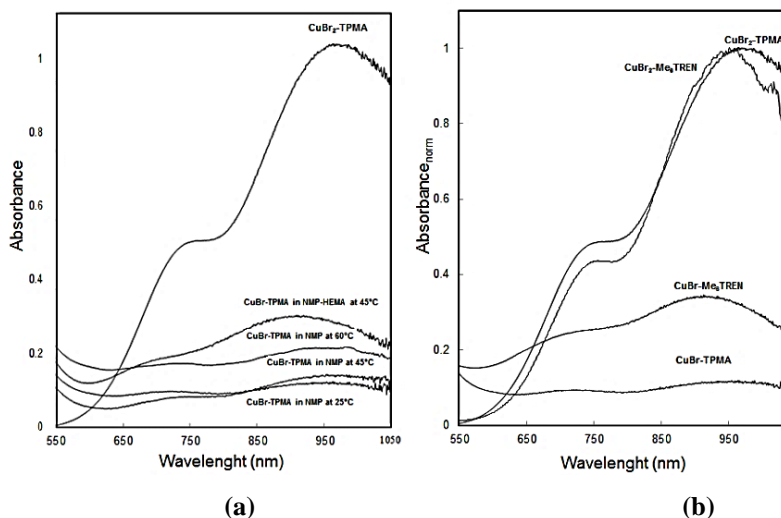 CuBr₂-TPMA
1
0.8
0.6
0.4
0.2
0
Absorbance
CuBr-TPMA in NMP-HEMA at 45°C
CuBr-TPMA in NMP at 60°C
CuBr-TPMA in NMP at 45°C
CuBr-TPMA in NMP at 25°C
550 650 750 850 950 1050
Wavelenght (nm)
(a)
CuBr₂-TPMA
CuBr₂-Me₆TREN
1
0.8
0.6
0.4
0.2
0
Absorbanceₙₒᵣₘ
CuBr-Me₆TREN
CuBr-TPMA
550 650 750 850 950
Wavelenght (nm)
(b)